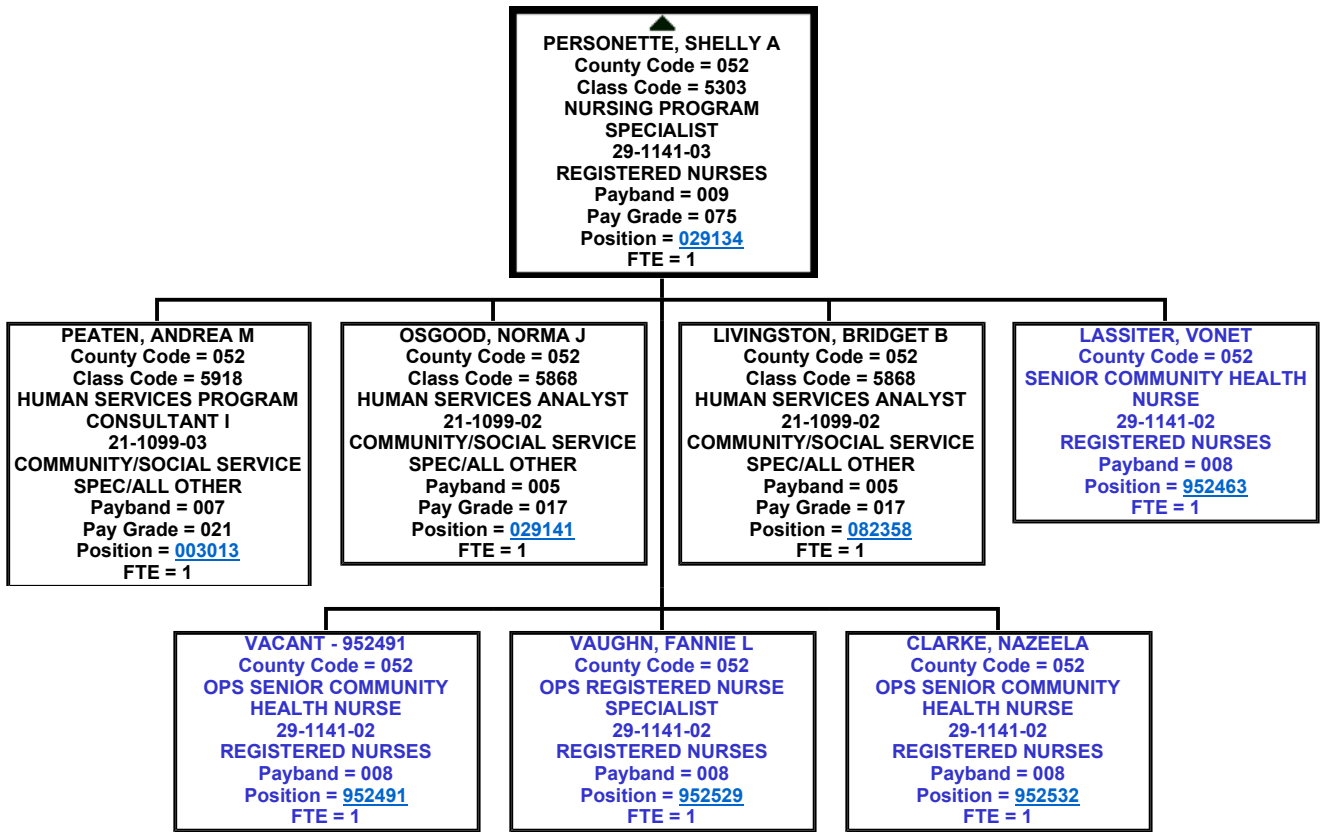 PERSONETTE, SHELLY A
County Code = 052
Class Code = 5303
NURSING PROGRAM
SPECIALIST
29-1141-03
REGISTERED NURSES
Payband = 009
Pay Grade = 075
Position = 029134
FTE = 1
PEATEN, ANDREA M
County Code = 052
Class Code = 5918
HUMAN SERVICES PROGRAM
CONSULTANT I
21-1099-03
COMMUNITY/SOCIAL SERVICE
SPEC/ALL OTHER
Payband = 007
Pay Grade = 021
Position = 003013
FTE = 1
OSGOOD, NORMA J
County Code = 052
Class Code = 5868
HUMAN SERVICES ANALYST
21-1099-02
COMMUNITY/SOCIAL SERVICE
SPEC/ALL OTHER
Payband = 005
Pay Grade = 017
Position = 029141
FTE = 1
LIVINGSTON, BRIDGET B
County Code = 052
Class Code = 5868
HUMAN SERVICES ANALYST
21-1099-02
COMMUNITY/SOCIAL SERVICE
SPEC/ALL OTHER
Payband = 005
Pay Grade = 017
Position = 082358
FTE = 1
LASSITER, VONET
County Code = 052
SENIOR COMMUNITY HEALTH
NURSE
29-1141-02
REGISTERED NURSES
Payband = 008
Position = 952463
FTE = 1
VACANT - 952491
County Code = 052
OPS SENIOR COMMUNITY
HEALTH NURSE
29-1141-02
REGISTERED NURSES
Payband = 008
Position = 952491
FTE = 1
VAUGHN, FANNIE L
County Code = 052
OPS REGISTERED NURSE
SPECIALIST
29-1141-02
REGISTERED NURSES
Payband = 008
Position = 952529
FTE = 1
CLARKE, NAZEELA
County Code = 052
OPS SENIOR COMMUNITY
HEALTH NURSE
29-1141-02
REGISTERED NURSES
Payband = 008
Position = 952532
FTE = 1